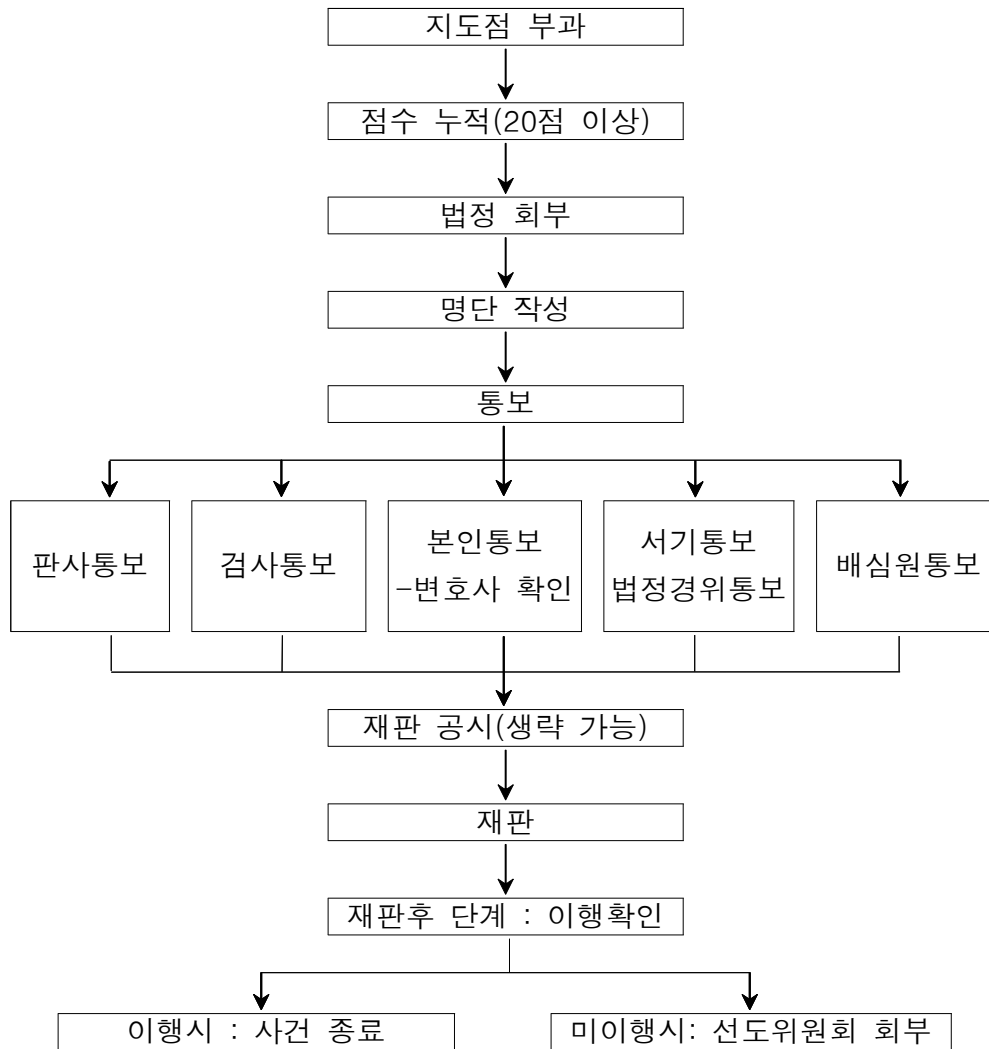 지도점 부과
점수 누적(20점 이상)
법정 회부
명단 작성
통보
판사통보
검사통보
본인통보
-변호사 확인
서기통보
법정경위통보
배심원통보
재판 공시(생략 가능)
재판
재판후 단계 : 이행확인
이행시 : 사건 종료
미이행시: 선도위원회 회부